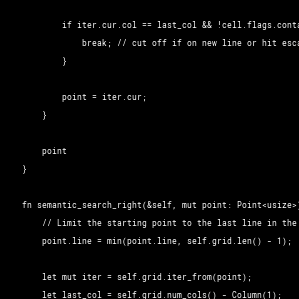 if iter.cur.col == last_col && !cell.flags.conta
break; // cut off if on new line or hit esca
}
point = iter.cur;
}
point
}
fn semantic_search_right(&self, mut point: Point<usize>
// Limit the starting point to the last line in the
point.line = min(point.line, self.grid.len() - 1);
let mut iter = self.grid.iter_from(point);
let last_col = self.grid.num_cols() - Column(1);